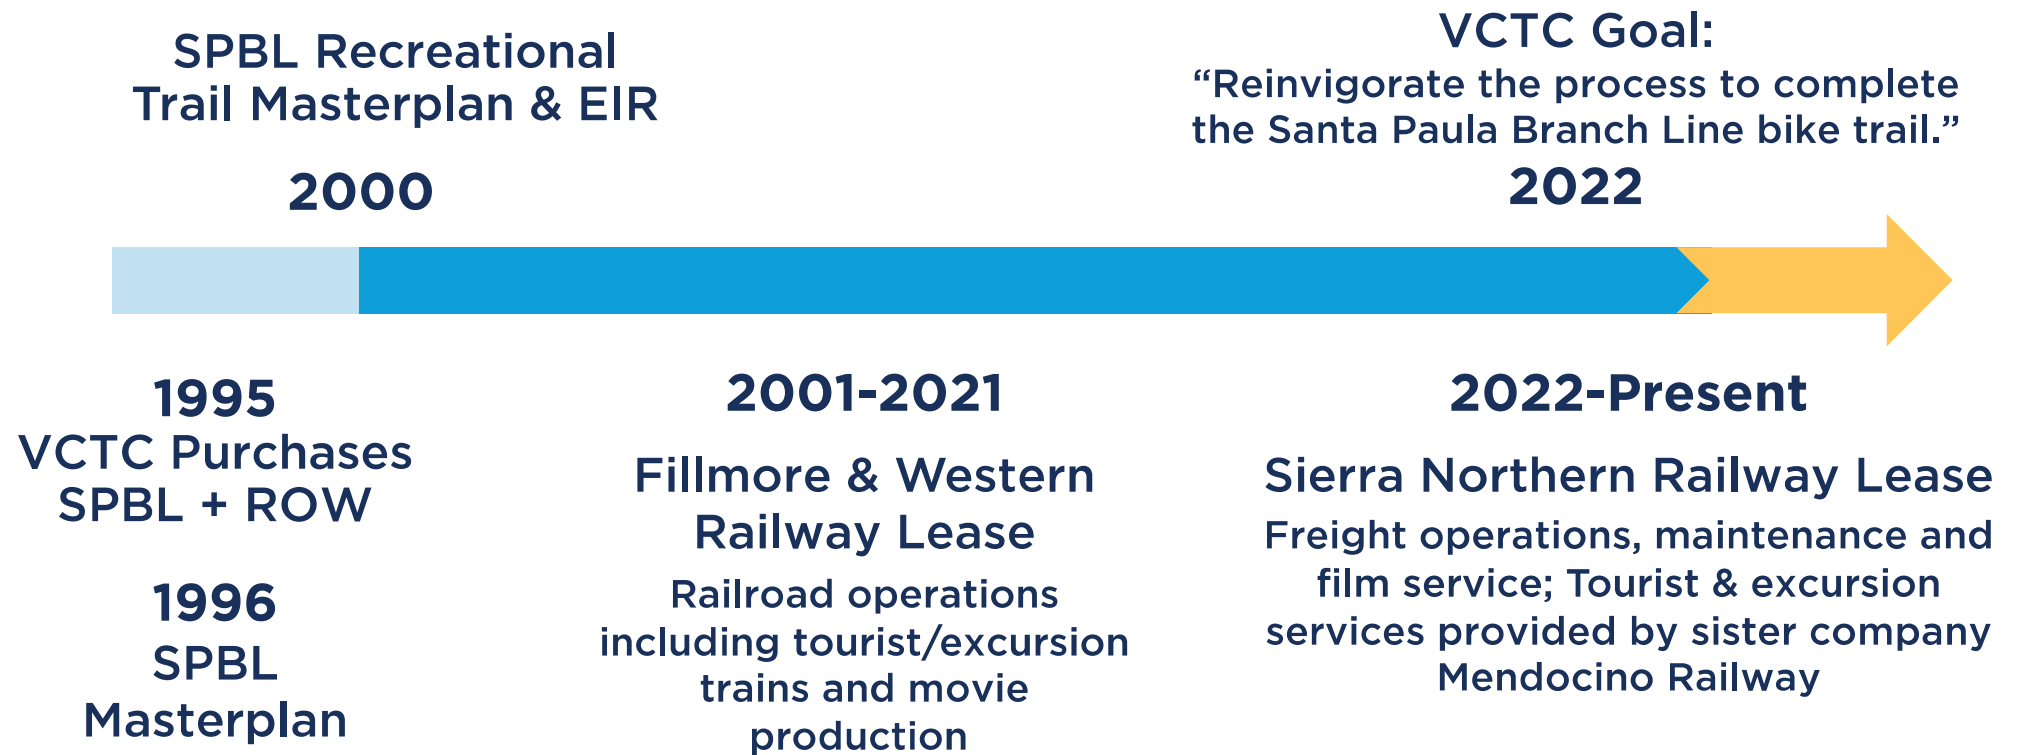 SPBL Recreational
Trail Masterplan & EIR
2000
VCTC Goal:
“Reinvigorate the process to complete
the Santa Paula Branch Line bike trail.”
2022
1995
VCTC Purchases
SPBL + ROW
1996
SPBL
Masterplan
2001-2021
Fillmore & Western
Railway Lease
Railroad operations
including tourist/excursion
trains and movie
production
2022-Present
Sierra Northern Railway Lease
Freight operations, maintenance and
film service; Tourist & excursion
services provided by sister company
Mendocino Railway